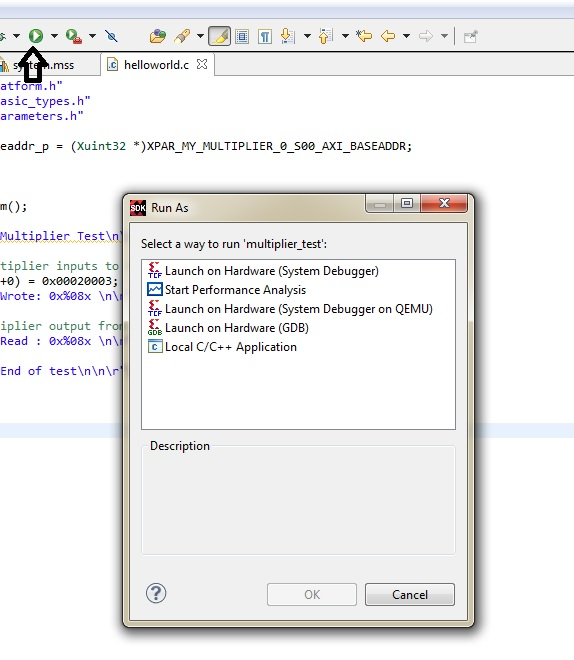 system.mss
helloworld.c
atform.h"
asic_types.h"
arameters.h"
eaddr_p = (Xuint32 *)XPAR_MY_MULTIPLIER_0_S00_AXI_BASEADDR;
m();
Multiplier Test\n\
tiplier inputs to
+0) = 0x00020003;
Wrote: 0x%08x \n\r
iplier output from
Read : 0x%08x \n\r
End of test\n\n\r"
SDK Run As
Select a way to run 'multiplier_test':
TCF Launch on Hardware (System Debugger)
Start Performance Analysis
TCF Launch on Hardware (System Debugger on QEMU)
GDB Launch on Hardware (GDB)
C Local C/C++ Application
Description
? OK Cancel